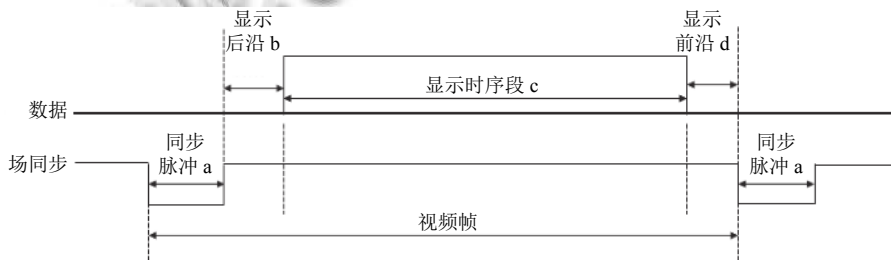 显示
后沿 b
显示
前沿 d
显示时序段 c
数据
同步
脉冲 a
同步
脉冲 a
场同步
视频帧